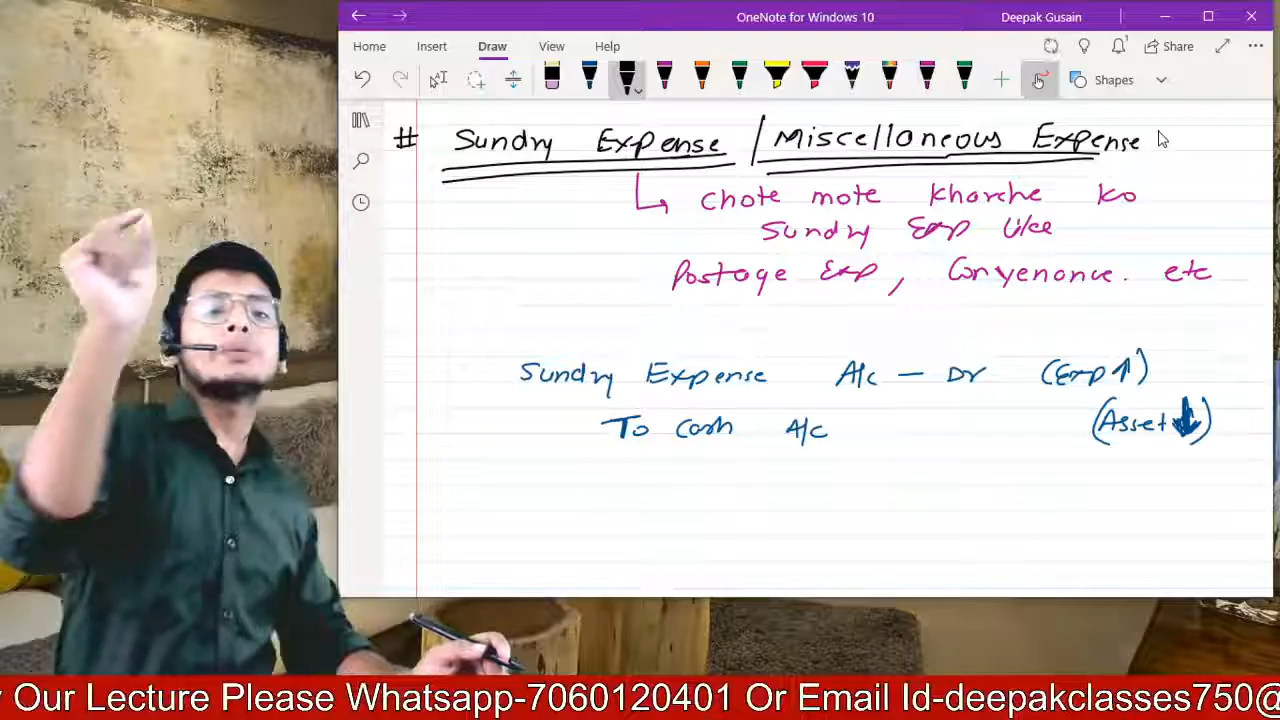 OneNote for Windows 10
Deepak Gusain
Home Insert Draw View Help
Share
Shapes
# Sundry Expense / Miscellaneous Expense
Chote mote kharche ko
Sundry Exp like
Postage Exp, Conyenance. etc
Sundry Expense A/c — Dr (Exp↑)
To Cash A/c (Asset↓)
y Our Lecture Please Whatsapp-7060120401 Or Email Id-deepakclasses750@